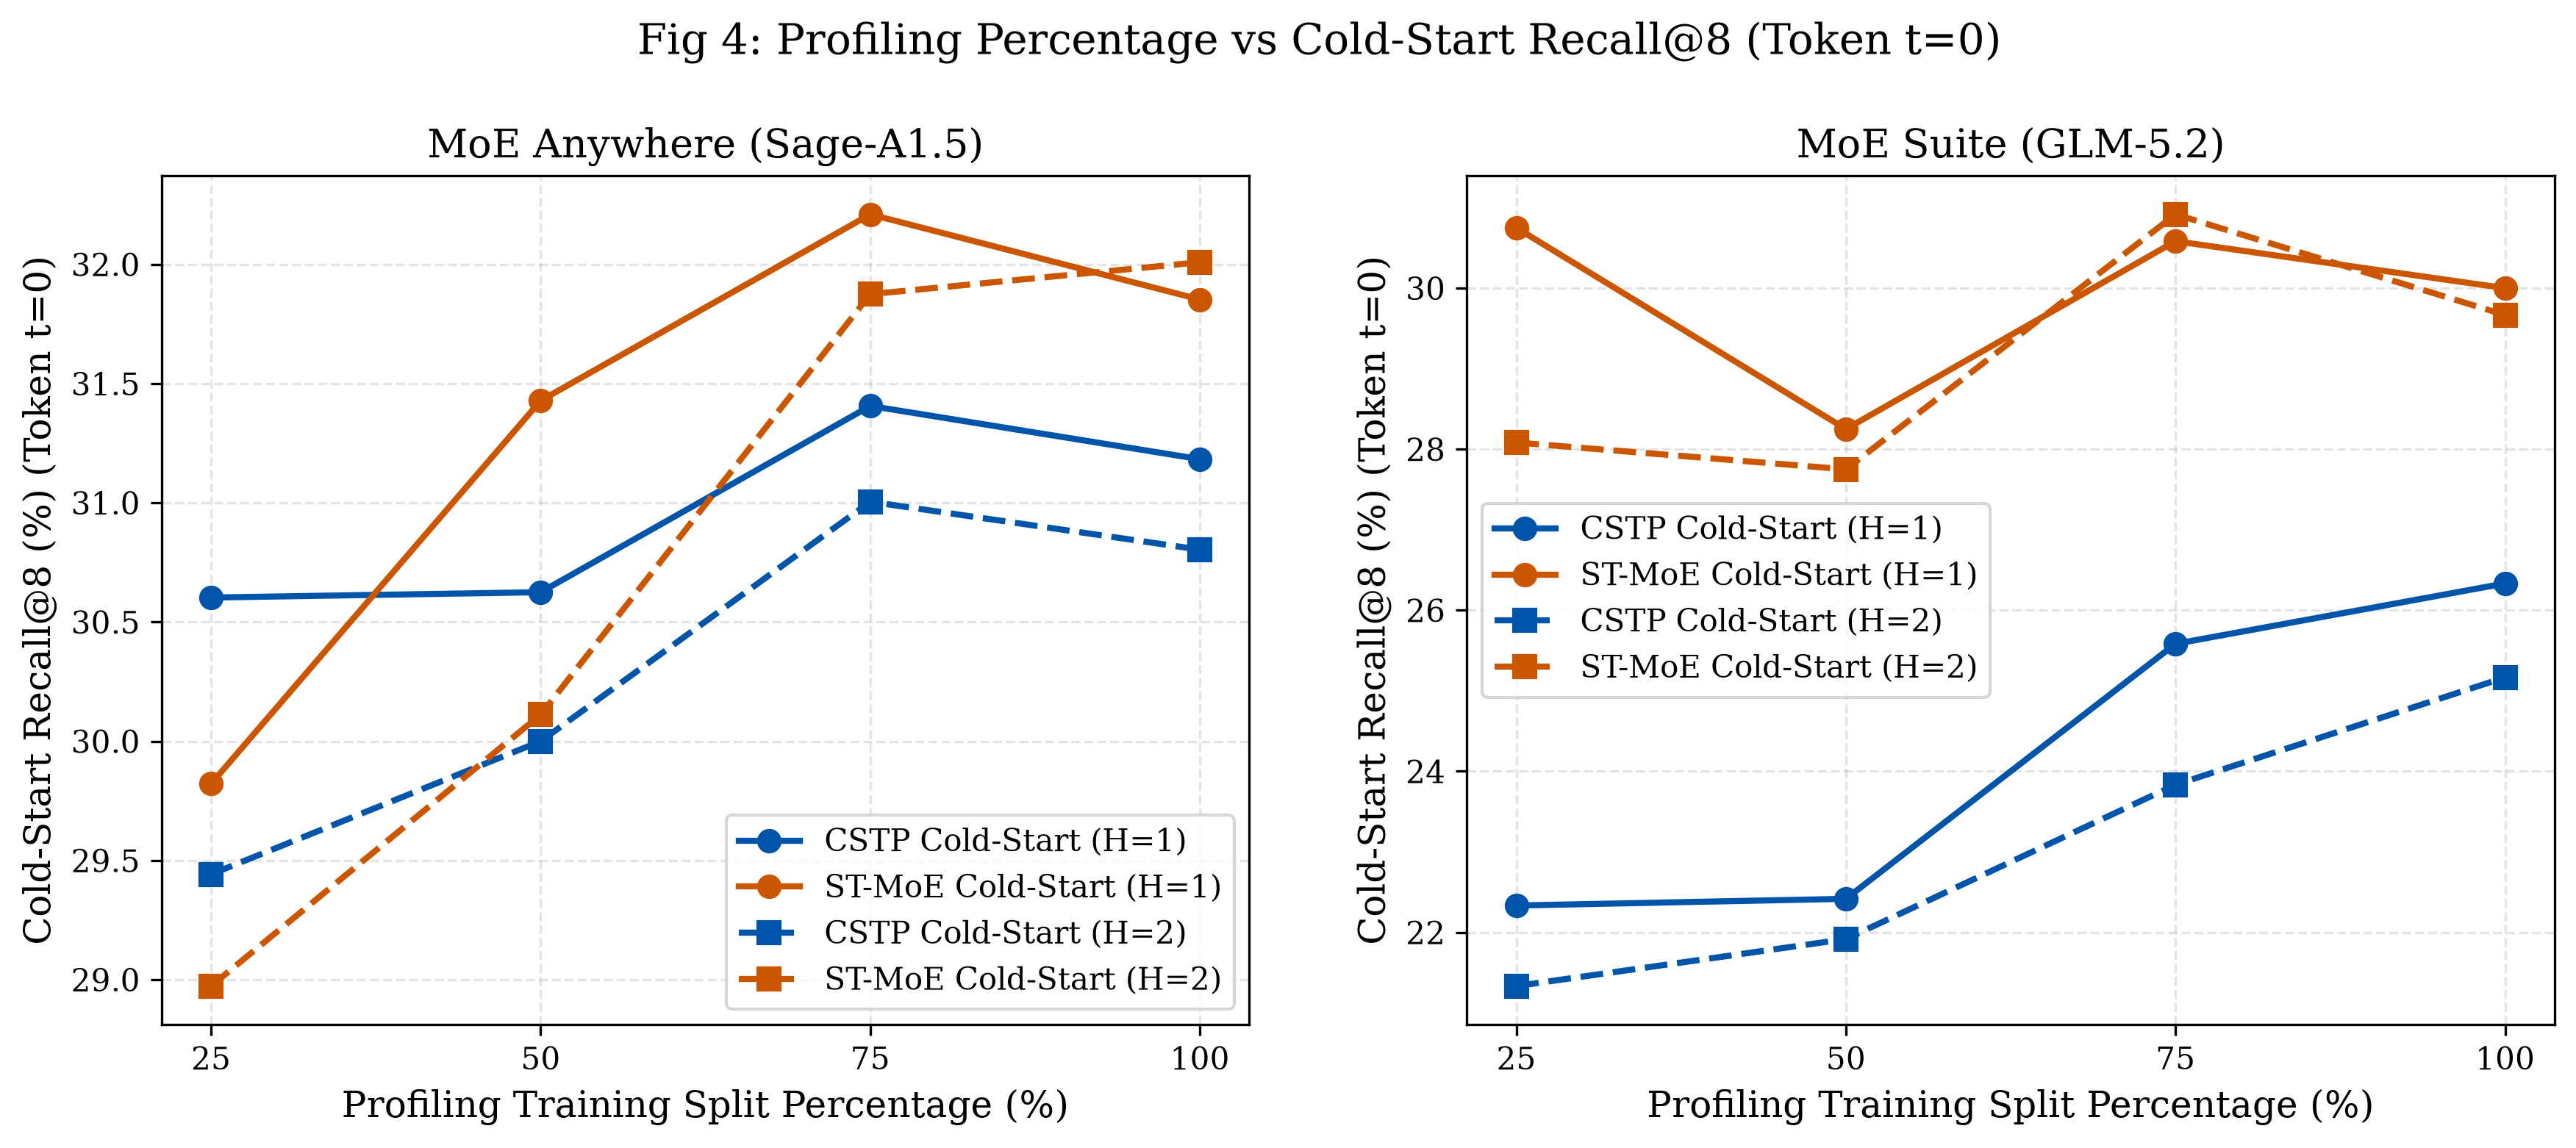 Fig 4: Profiling Percentage vs Cold-Start Recall@8 (Token t=0)
MoE Anywhere (Sage-A1.5)
Cold-Start Recall@8 (%) (Token t=0)
32.0
31.5
31.0
30.5
30.0
29.5
29.0
CSTP Cold-Start (H=1)
ST-MoE Cold-Start (H=1)
CSTP Cold-Start (H=2)
ST-MoE Cold-Start (H=2)
25 50 75 100
Profiling Training Split Percentage (%)
MoE Suite (GLM-5.2)
Cold-Start Recall@8 (%) (Token t=0)
30
28
26
24
22
CSTP Cold-Start (H=1)
ST-MoE Cold-Start (H=1)
CSTP Cold-Start (H=2)
ST-MoE Cold-Start (H=2)
25 50 75 100
Profiling Training Split Percentage (%)